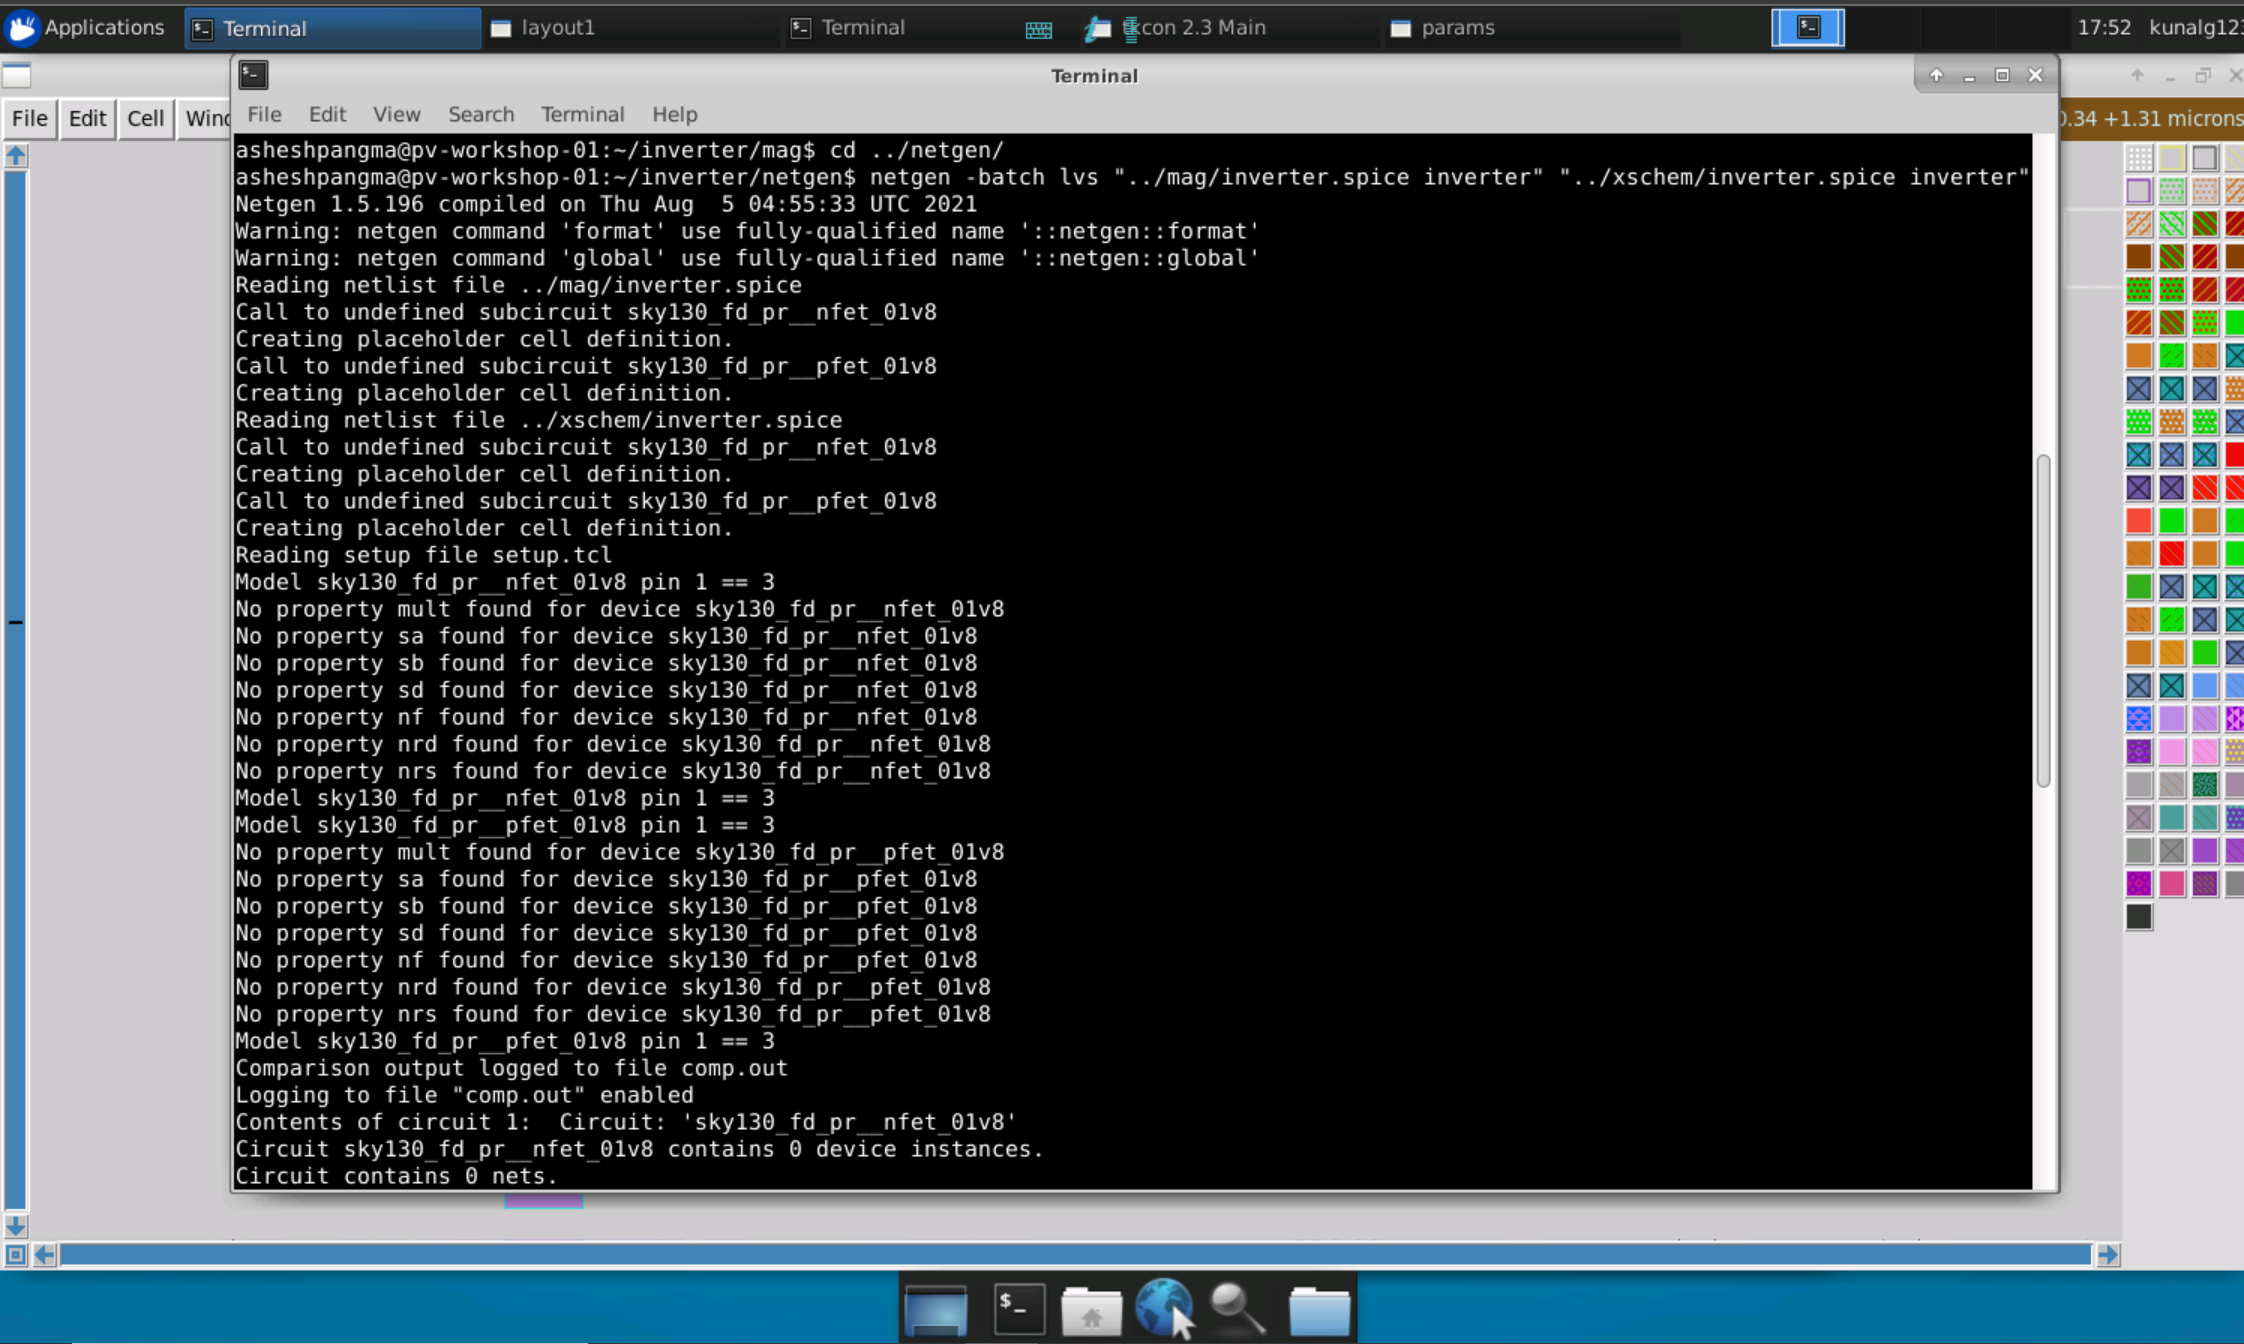 Applications
Terminal
layout1
Terminal
tkcon 2.3 Main
params
17:52
kunalg123
Terminal
File Edit View Search Terminal Help
File Edit Cell Wind
0.34 +1.31 microns
asheshpangma@pv-workshop-01:~/inverter/mag$ cd ../netgen/
asheshpangma@pv-workshop-01:~/inverter/netgen$ netgen -batch lvs "../mag/inverter.spice inverter" "../xschem/inverter.spice inverter"
Netgen 1.5.196 compiled on Thu Aug  5 04:55:33 UTC 2021
Warning: netgen command 'format' use fully-qualified name '::netgen::format'
Warning: netgen command 'global' use fully-qualified name '::netgen::global'
Reading netlist file ../mag/inverter.spice
Call to undefined subcircuit sky130_fd_pr__nfet_01v8
Creating placeholder cell definition.
Call to undefined subcircuit sky130_fd_pr__pfet_01v8
Creating placeholder cell definition.
Reading netlist file ../xschem/inverter.spice
Call to undefined subcircuit sky130_fd_pr__nfet_01v8
Creating placeholder cell definition.
Call to undefined subcircuit sky130_fd_pr__pfet_01v8
Creating placeholder cell definition.
Reading setup file setup.tcl
Model sky130_fd_pr__nfet_01v8 pin 1 == 3
No property mult found for device sky130_fd_pr__nfet_01v8
No property sa found for device sky130_fd_pr__nfet_01v8
No property sb found for device sky130_fd_pr__nfet_01v8
No property sd found for device sky130_fd_pr__nfet_01v8
No property nf found for device sky130_fd_pr__nfet_01v8
No property nrd found for device sky130_fd_pr__nfet_01v8
No property nrs found for device sky130_fd_pr__nfet_01v8
Model sky130_fd_pr__nfet_01v8 pin 1 == 3
Model sky130_fd_pr__pfet_01v8 pin 1 == 3
No property mult found for device sky130_fd_pr__pfet_01v8
No property sa found for device sky130_fd_pr__pfet_01v8
No property sb found for device sky130_fd_pr__pfet_01v8
No property sd found for device sky130_fd_pr__pfet_01v8
No property nf found for device sky130_fd_pr__pfet_01v8
No property nrd found for device sky130_fd_pr__pfet_01v8
No property nrs found for device sky130_fd_pr__pfet_01v8
Model sky130_fd_pr__pfet_01v8 pin 1 == 3
Comparison output logged to file comp.out
Logging to file "comp.out" enabled
Contents of circuit 1:  Circuit: 'sky130_fd_pr__nfet_01v8'
Circuit sky130_fd_pr__nfet_01v8 contains 0 device instances.
Circuit contains 0 nets.